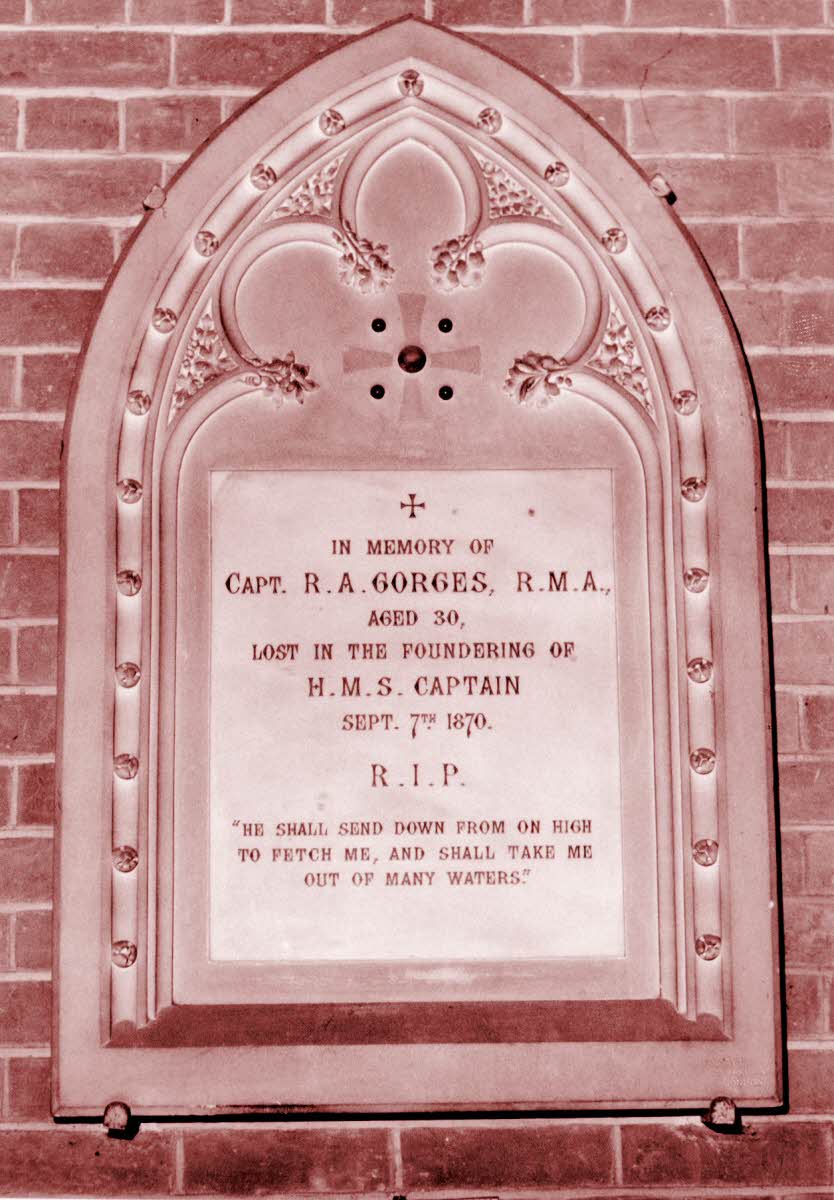 IN MEMORY OF
CAPT. R.A. GORGES, R.M.A.,
AGED 30,
LOST IN THE FOUNDERING OF
H.M.S. CAPTAIN
SEPT. 7TH 1870.
R.I.P.
"HE SHALL SEND DOWN FROM ON HIGH
TO FETCH ME, AND SHALL TAKE ME
OUT OF MANY WATERS."